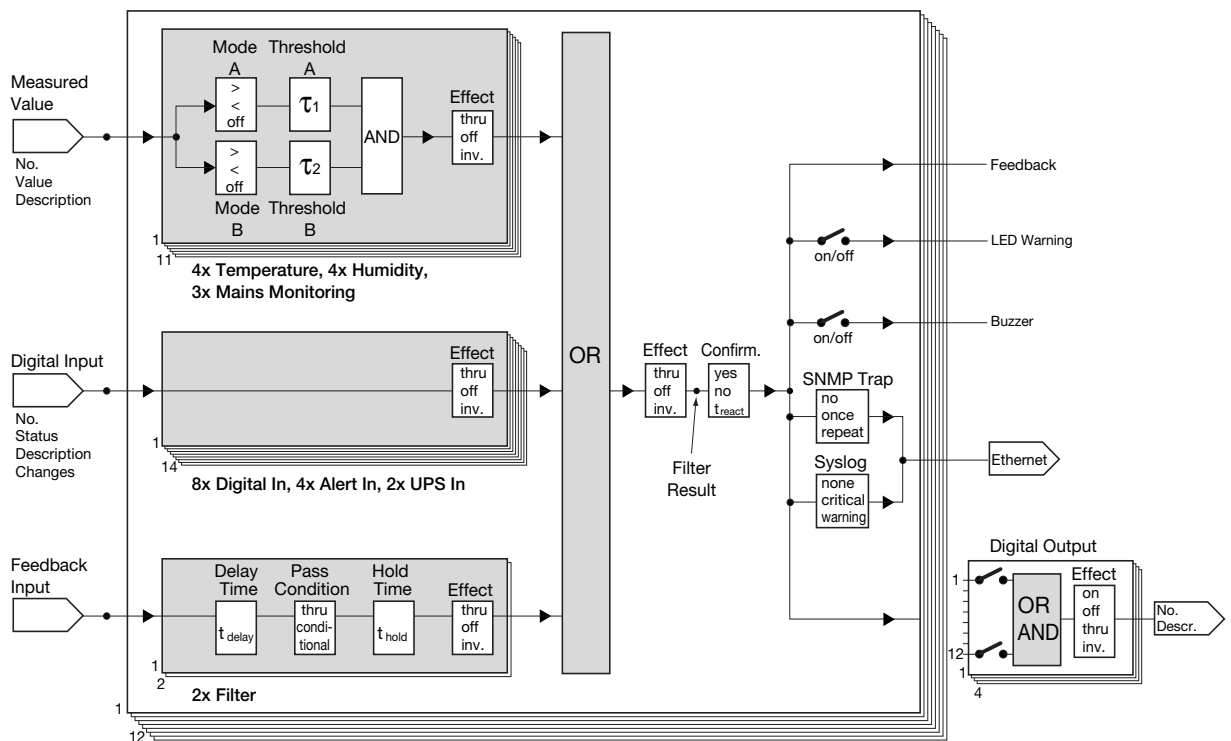 Measured
Value
No.
Value
Description
Mode
A
Threshold
A
>
<
off
τ1
>
<
off
τ2
Mode
B
Threshold
B
AND
Effect
thru
off
inv.
1
11
4x Temperature, 4x Humidity,
3x Mains Monitoring
Digital Input
No.
Status
Description
Changes
Effect
thru
off
inv.
1
14
8x Digital In, 4x Alert In, 2x UPS In
Feedback
Input
Delay
Time
t delay
Pass
Condition
thru
condi-
tional
Hold
Time
t hold
Effect
thru
off
inv.
1
2
2x Filter
1
12
OR
Effect
thru
off
inv.
Filter
Result
Confirm.
yes
no
t react
Feedback
on/off
LED Warning
on/off
Buzzer
SNMP Trap
no
once
repeat
Syslog
none
critical
warning
Ethernet
Digital Output
1
12
OR
AND
Effect
on
off
thru
inv.
1
4
No.
Descr.